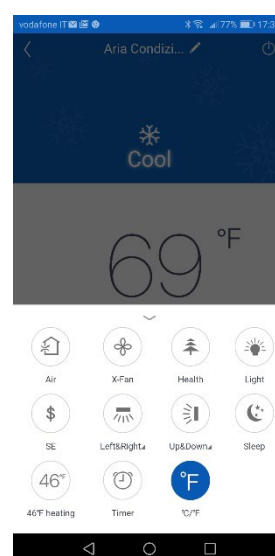 vodafone IT 77% 17:3
Aria Condizi...
Cool
69 °F
Air X-Fan Health Light
$
SE Left&Right Up&Down Sleep
46°F °F
46°F heating Timer °C/°F